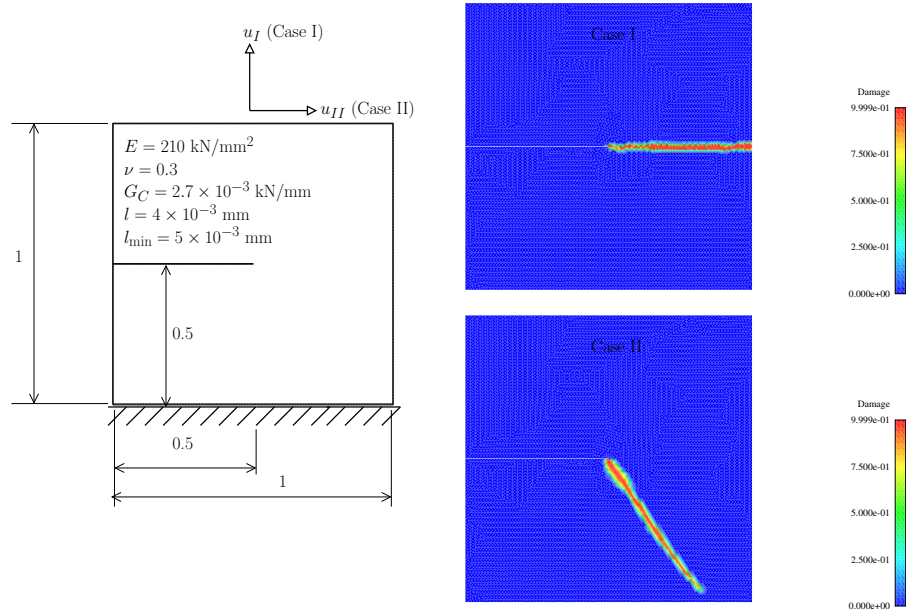 u_I (Case I)
u_II (Case II)
E = 210 kN/mm²
ν = 0.3
G_C = 2.7 × 10⁻³ kN/mm
l = 4 × 10⁻³ mm
l_min = 5 × 10⁻³ mm
1
0.5
0.5
1
Case I
Damage
9.999e-01
7.500e-01
5.000e-01
2.500e-01
0.000e+00
Case II
Damage
9.999e-01
7.500e-01
5.000e-01
2.500e-01
0.000e+00